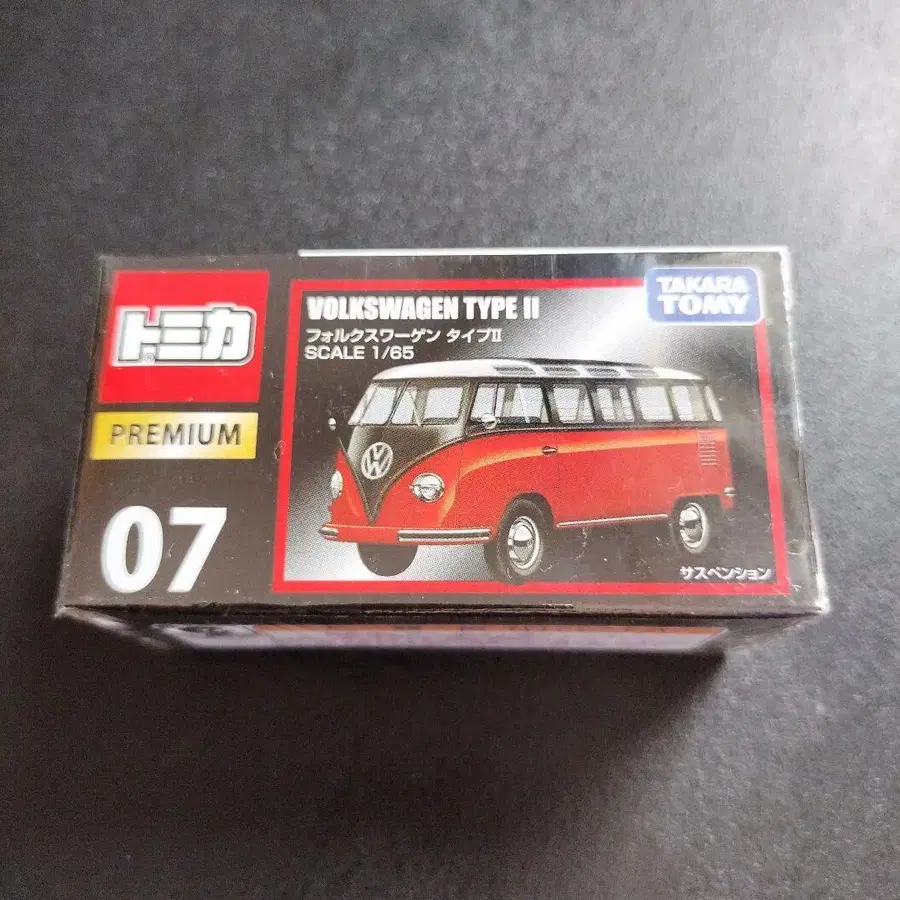 トミカ
PREMIUM
07
VOLKSWAGEN TYPE II
フォルクスワーゲン タイプII
SCALE 1/65
TAKARA
TOMY
サスペンション